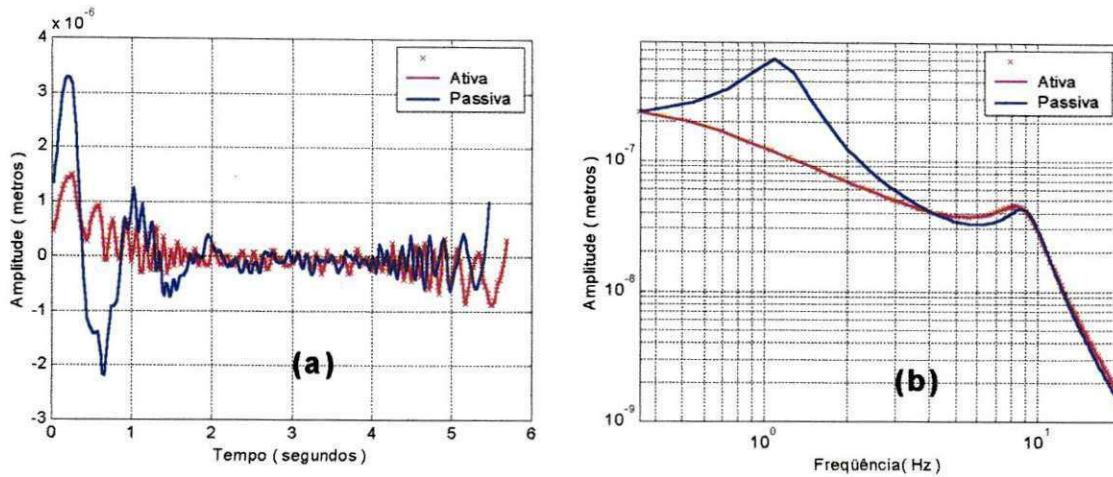 x 10⁻⁶
4
3
2
1
0
-1
-2
-3
Amplitude ( metros )
×
Ativa
Passiva
(a)
0 1 2 3 4 5 6
Tempo ( segundos )
10⁻⁷
10⁻⁸
10⁻⁹
Amplitude ( metros )
×
Ativa
Passiva
(b)
10⁰ 10¹
Freqüência( Hz )